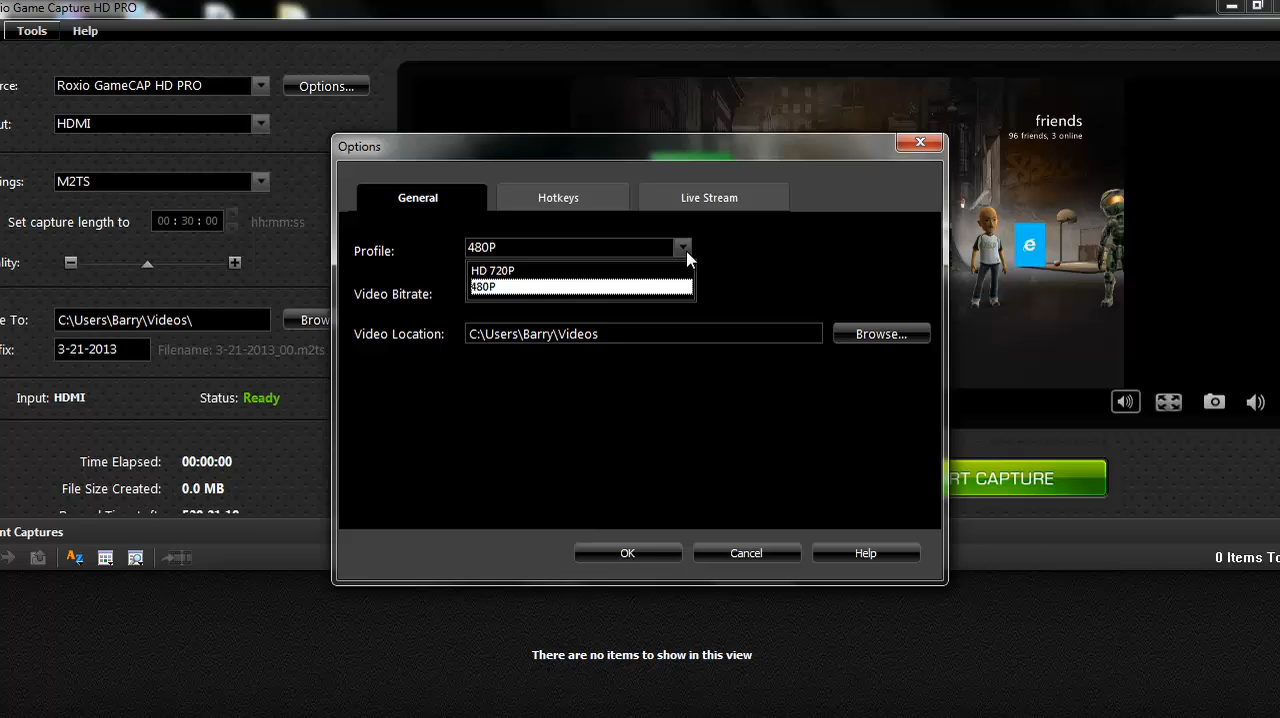 io Game Capture HD PRO
Tools Help
rce: Roxio GameCAP HD PRO Options...
ut: HDMI
ings: M2TS
Set capture length to 00 : 30 : 00 hh:mm:ss
ality:
e To: C:\Users\Barry\Videos\ Brow
fix: 3-21-2013 Filename: 3-21-2013_00.m2ts
Input: HDMI Status: Ready
Time Elapsed: 00:00:00
File Size Created: 0.0 MB
nt Captures
Options
General Hotkeys Live Stream
Profile: 480P
HD 720P
480P
Video Bitrate:
Video Location: C:\Users\Barry\Videos Browse...
OK Cancel Help
friends
96 friends, 3 online
RT CAPTURE
0 Items To
There are no items to show in this view